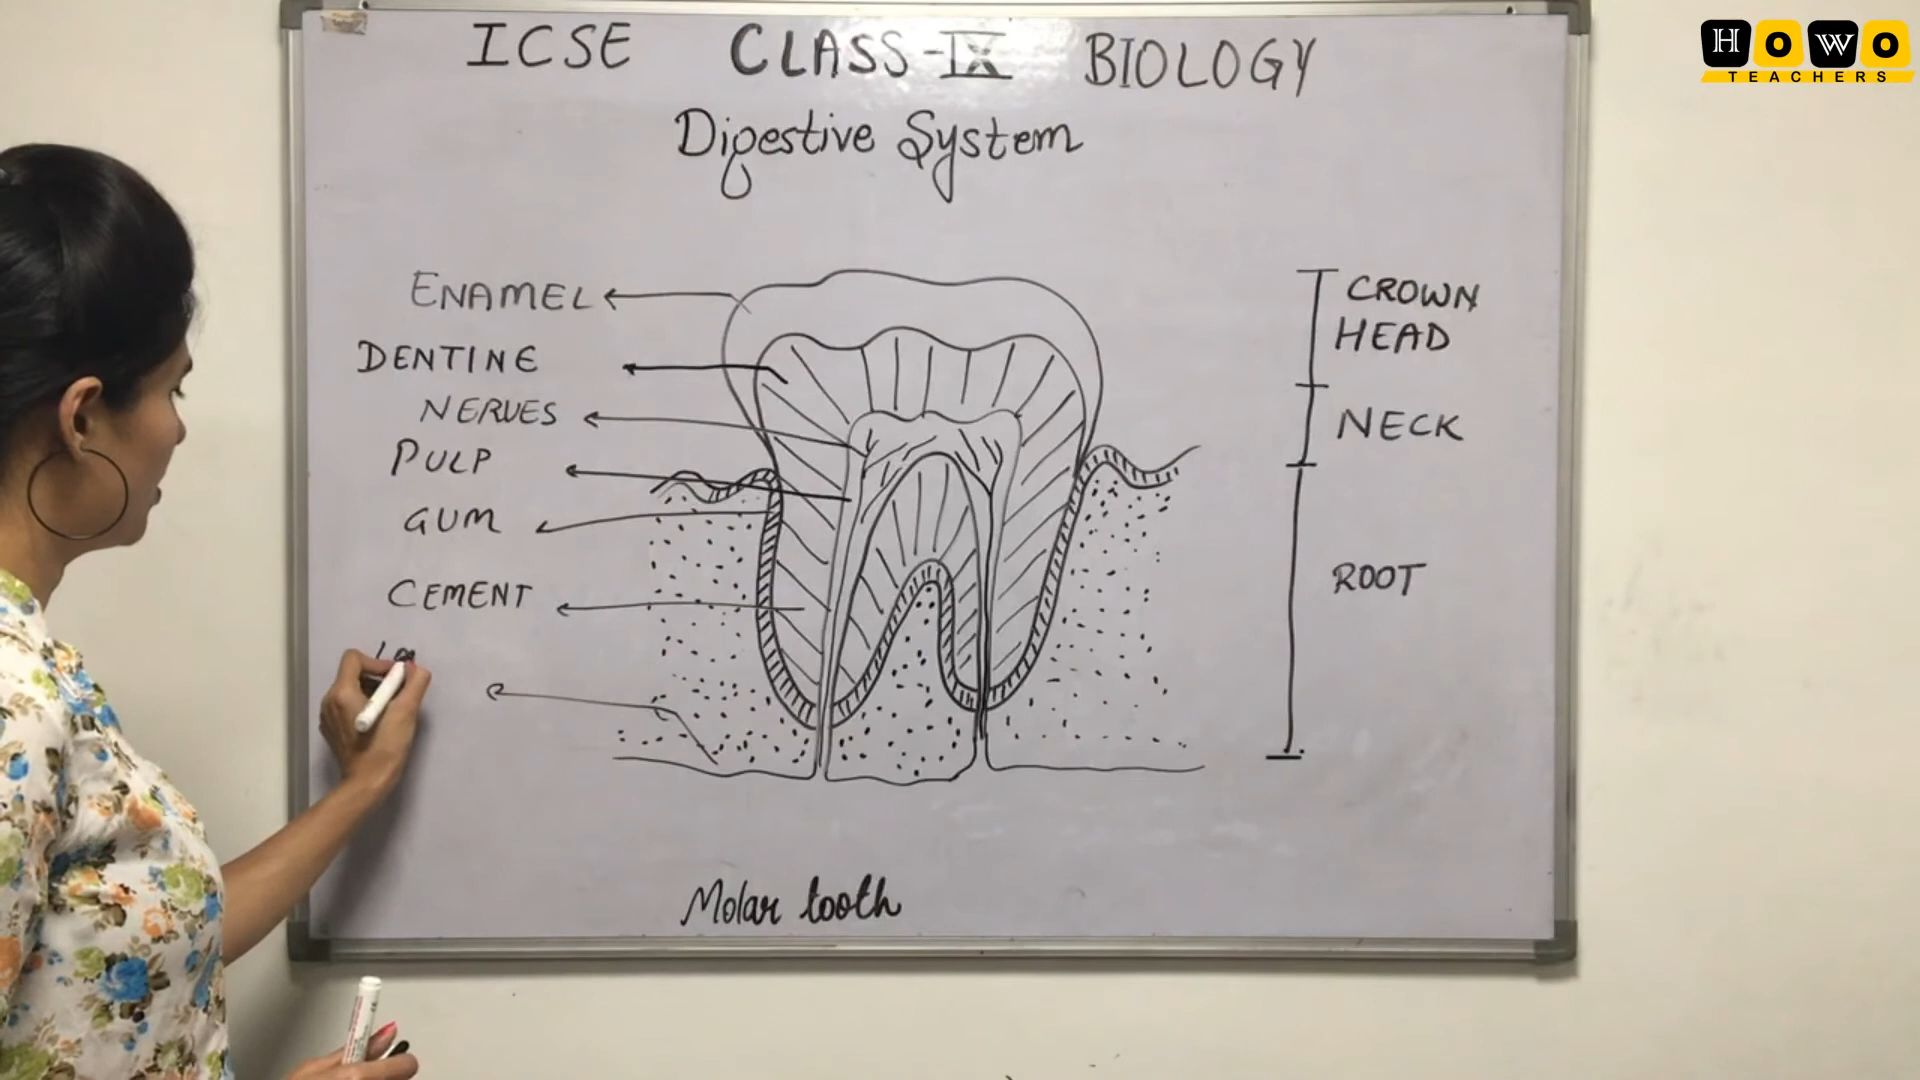 ICSE CLASS-IX BIOLOGY
Digestive System
ENAMEL
DENTINE
NERVES
PULP
GUM
CEMENT
CROWN
HEAD
NECK
ROOT
Molar tooth
HOWO
TEACHERS